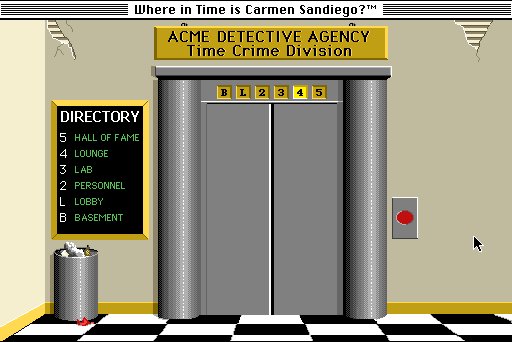 Where in Time is Carmen Sandiego?™
ACME DETECTIVE AGENCY
Time Crime Division
B L 2 3 4 5
DIRECTORY
5 HALL OF FAME
4 LOUNGE
3 LAB
2 PERSONNEL
L LOBBY
B BASEMENT